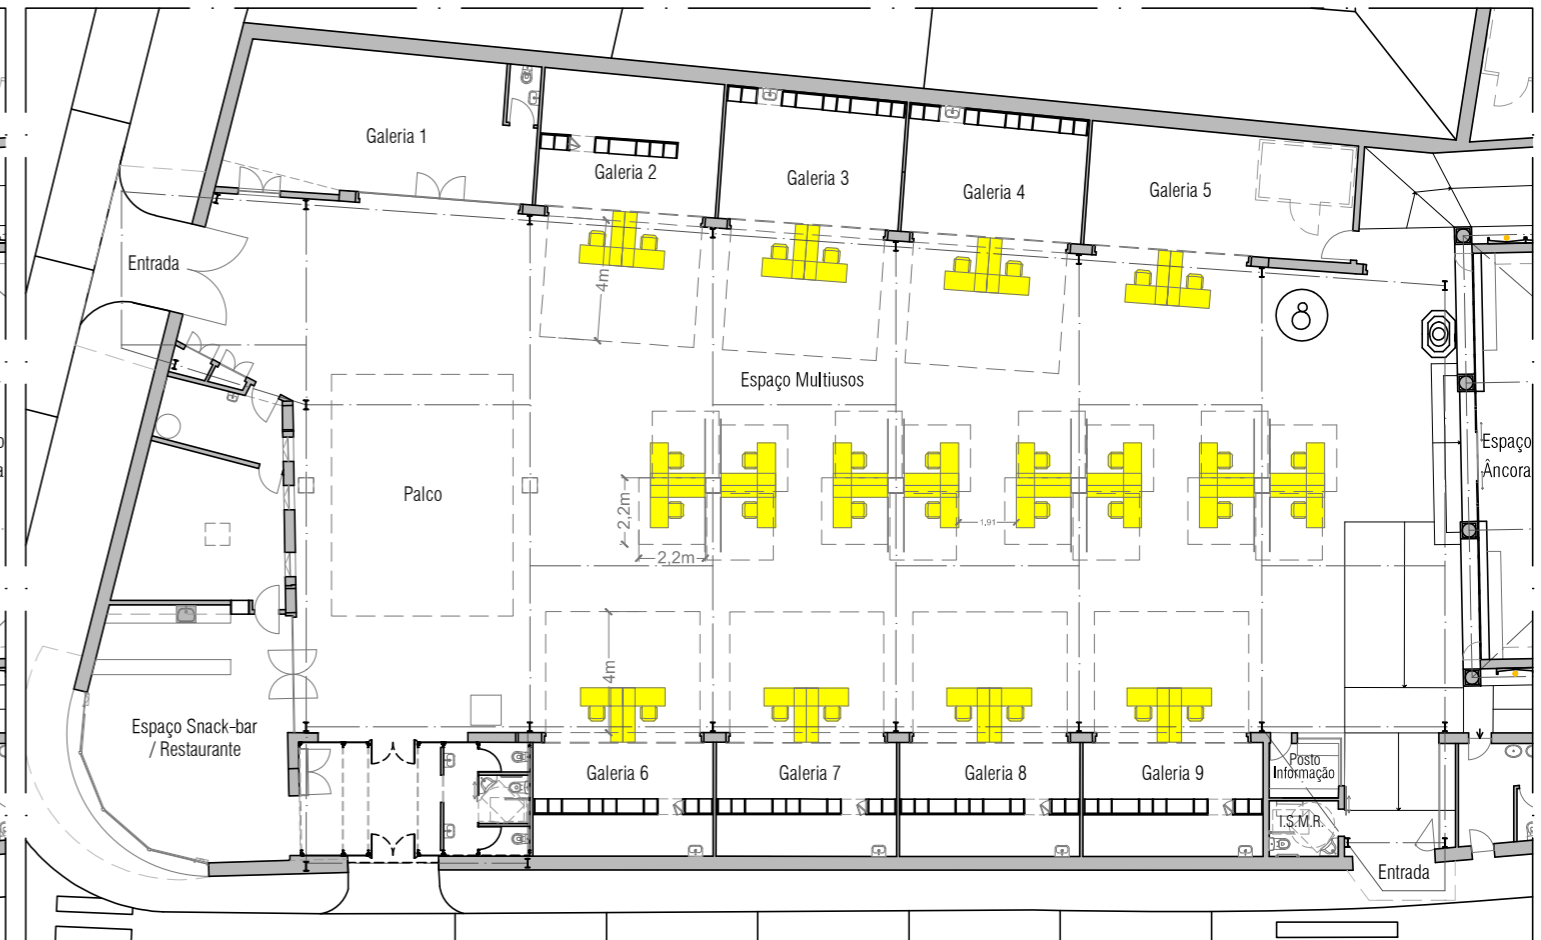 Galeria 1
Galeria 2
Galeria 3
Galeria 4
Galeria 5
Entrada
4m
Espaço Multiusos
Palco
2,2m
2,2m
1,91
Espaço
Âncora
4m
Espaço Snack-bar
/ Restaurante
Galeria 6
Galeria 7
Galeria 8
Galeria 9
Posto
Informação
I.S.M.R.
Entrada